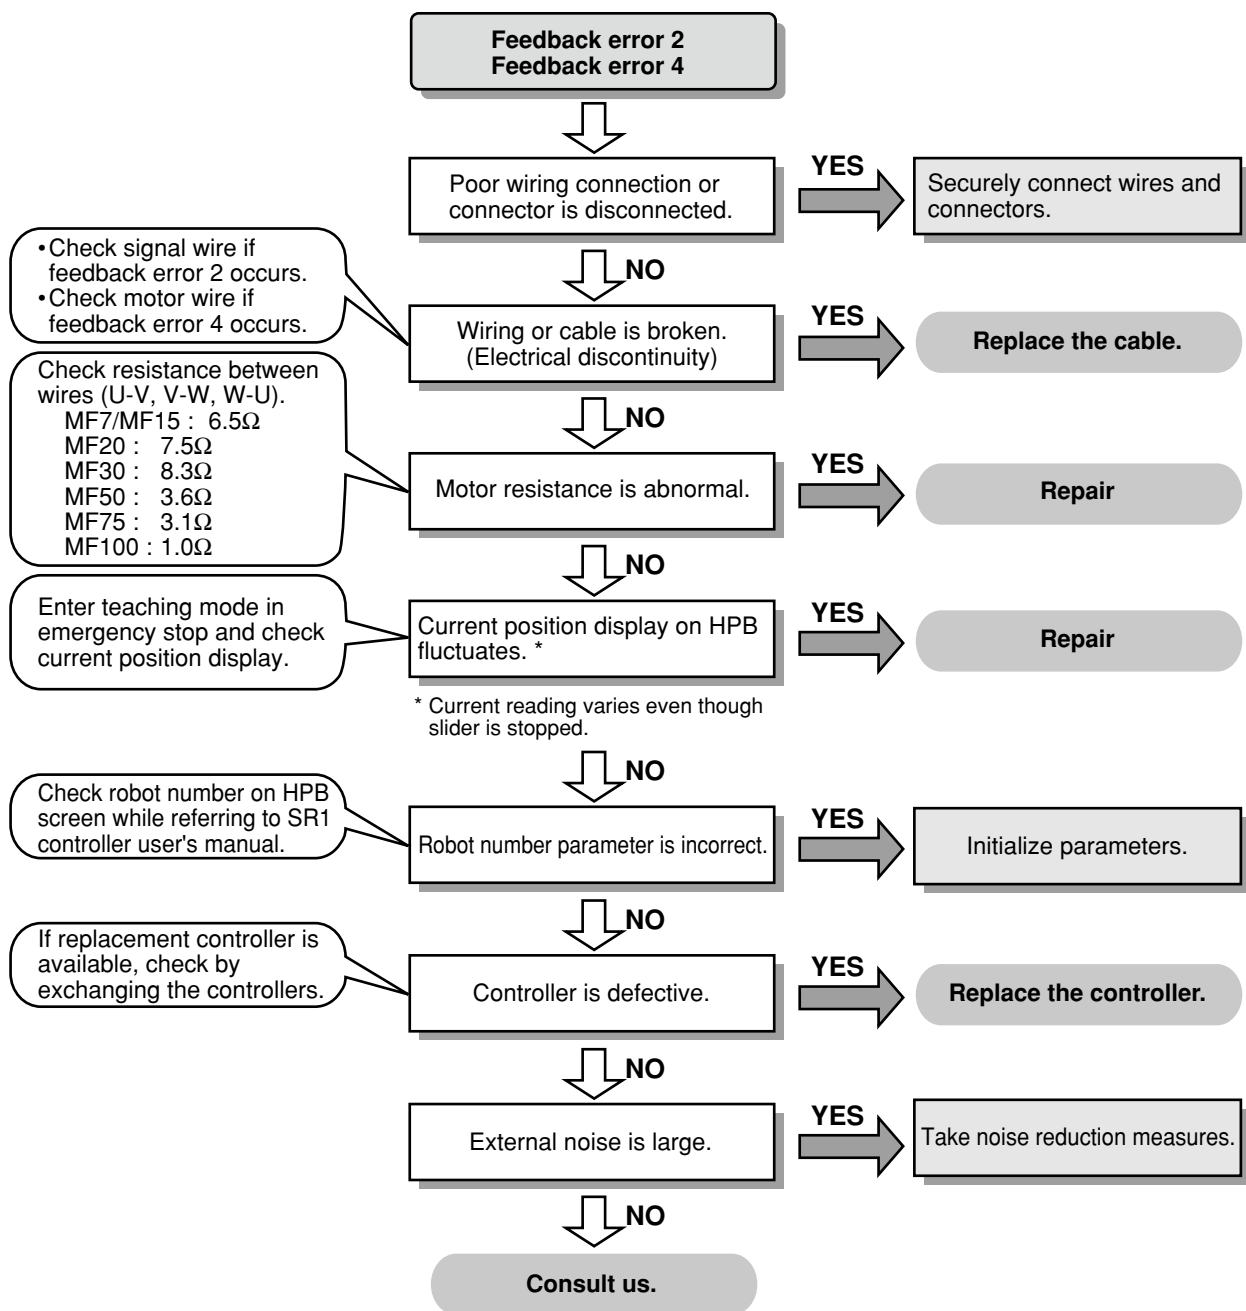 Feedback error 2
Feedback error 4
Poor wiring connection or
connector is disconnected.
YES
Securely connect wires and
connectors.
NO
•Check signal wire if
feedback error 2 occurs.
•Check motor wire if
feedback error 4 occurs.
Wiring or cable is broken.
(Electrical discontinuity)
YES
Replace the cable.
NO
Check resistance between
wires (U-V, V-W, W-U).
MF7/MF15 : 6.5Ω
MF20 : 7.5Ω
MF30 : 8.3Ω
MF50 : 3.6Ω
MF75 : 3.1Ω
MF100 : 1.0Ω
Motor resistance is abnormal.
YES
Repair
NO
Enter teaching mode in
emergency stop and check
current position display.
Current position display on HPB
fluctuates. *
YES
Repair
* Current reading varies even though
slider is stopped.
NO
Check robot number on HPB
screen while referring to SR1
controller user's manual.
Robot number parameter is incorrect.
YES
Initialize parameters.
NO
If replacement controller is
available, check by
exchanging the controllers.
Controller is defective.
YES
Replace the controller.
NO
External noise is large.
YES
Take noise reduction measures.
NO
Consult us.